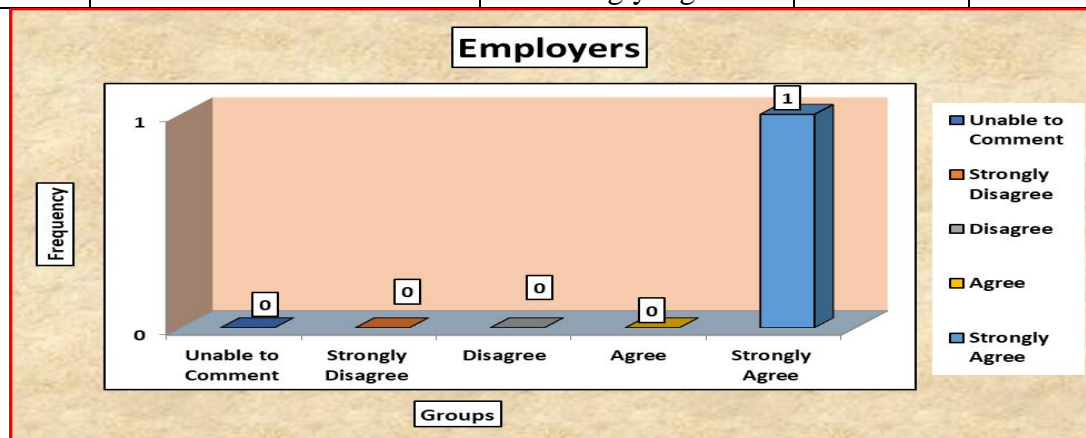 Employers
1
0
Frequency
0
0
0
0
1
Unable to
Comment
Strongly
Disagree
Disagree
Agree
Strongly
Agree
Groups
Unable to
Comment
Strongly
Disagree
Disagree
Agree
Strongly
Agree